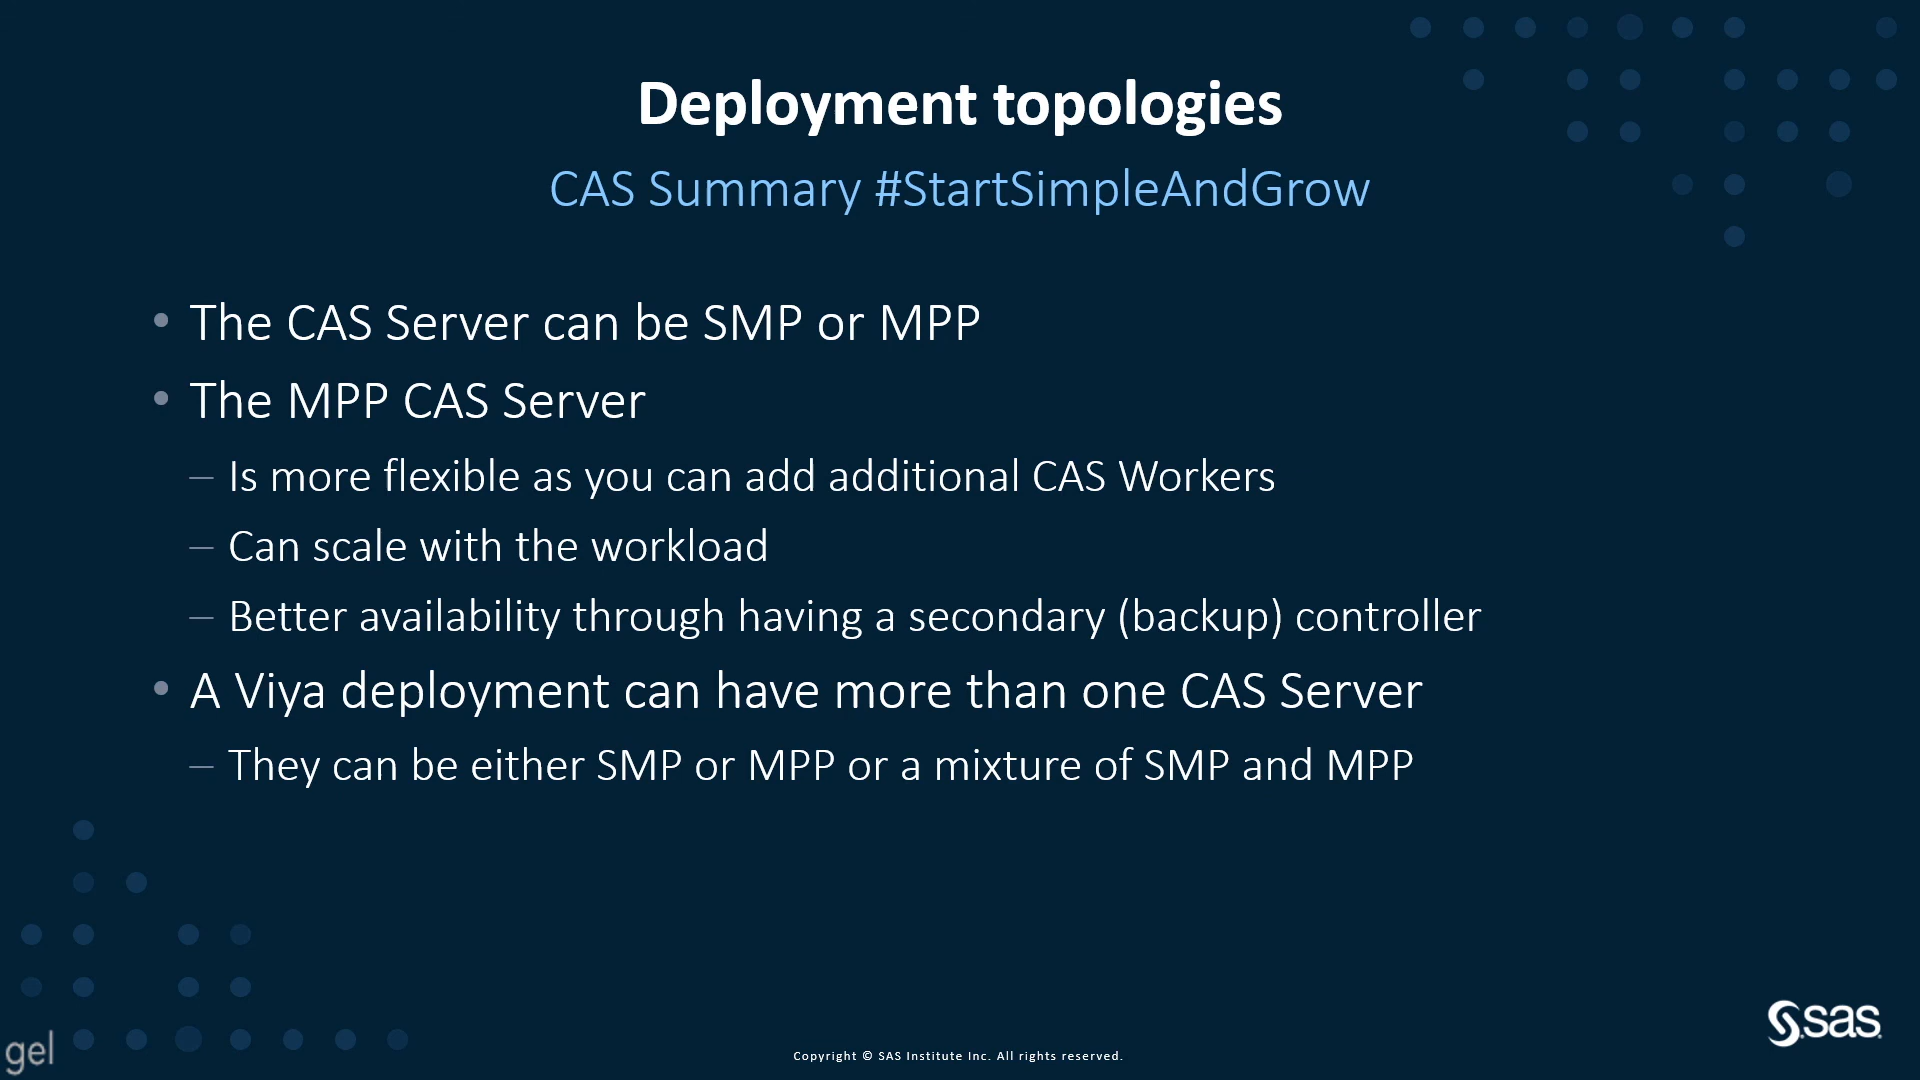 Deployment topologies
CAS Summary #StartSimpleAndGrow
• The CAS Server can be SMP or MPP
• The MPP CAS Server
– Is more flexible as you can add additional CAS Workers
– Can scale with the workload
– Better availability through having a secondary (backup) controller
• A Viya deployment can have more than one CAS Server
– They can be either SMP or MPP or a mixture of SMP and MPP
gel
Copyright © SAS Institute Inc. All rights reserved.
sas